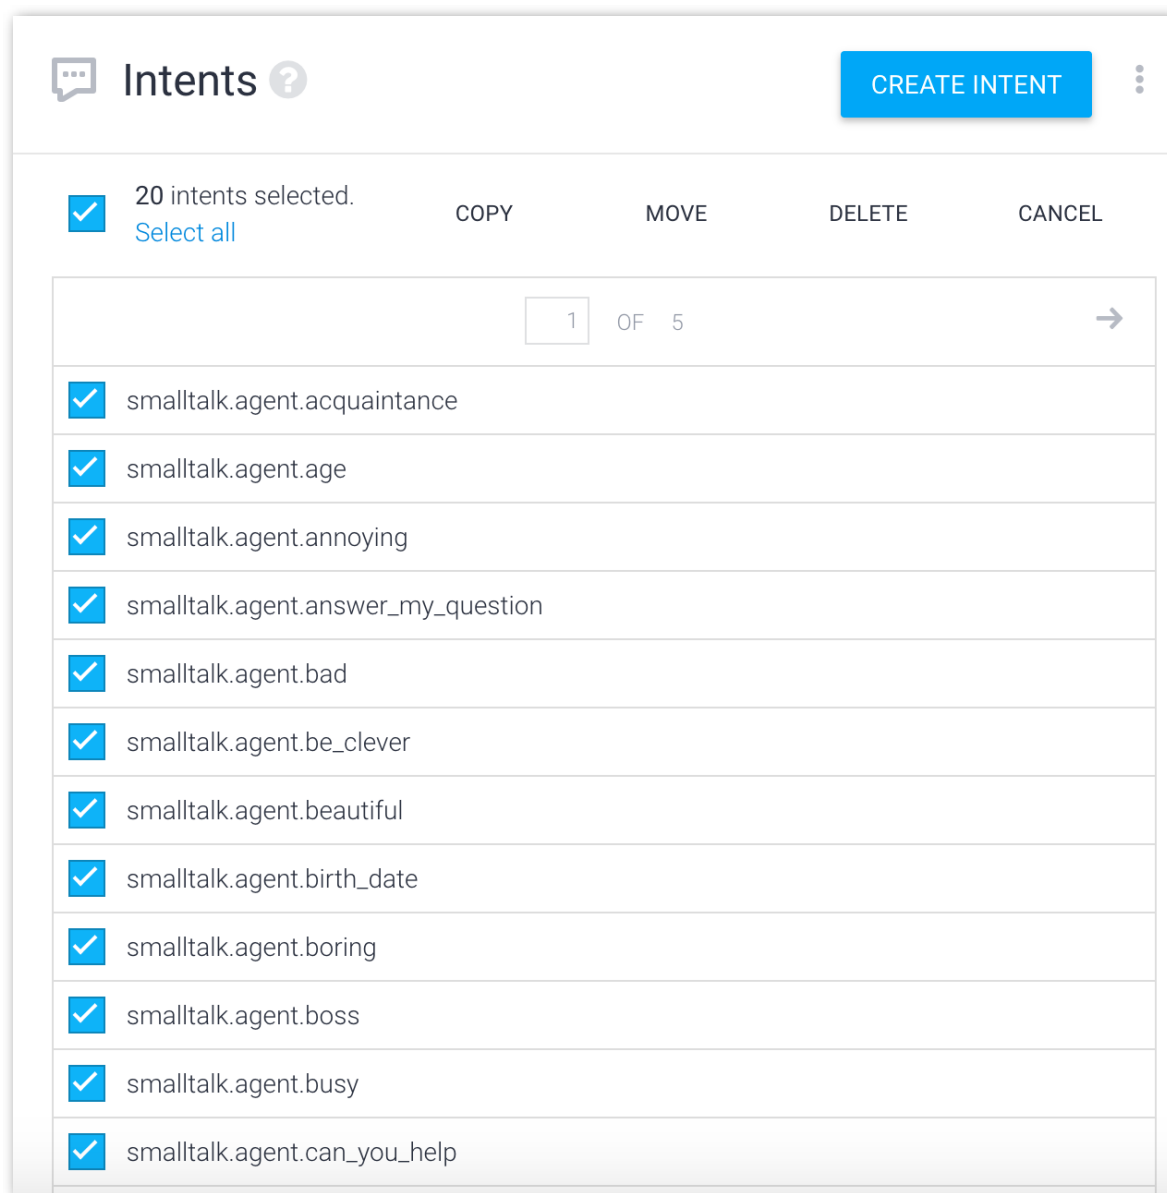 Intents ?
CREATE INTENT
20 intents selected.
Select all
COPY MOVE DELETE CANCEL
1 OF 5
smalltalk.agent.acquaintance
smalltalk.agent.age
smalltalk.agent.annoying
smalltalk.agent.answer_my_question
smalltalk.agent.bad
smalltalk.agent.be_clever
smalltalk.agent.beautiful
smalltalk.agent.birth_date
smalltalk.agent.boring
smalltalk.agent.boss
smalltalk.agent.busy
smalltalk.agent.can_you_help